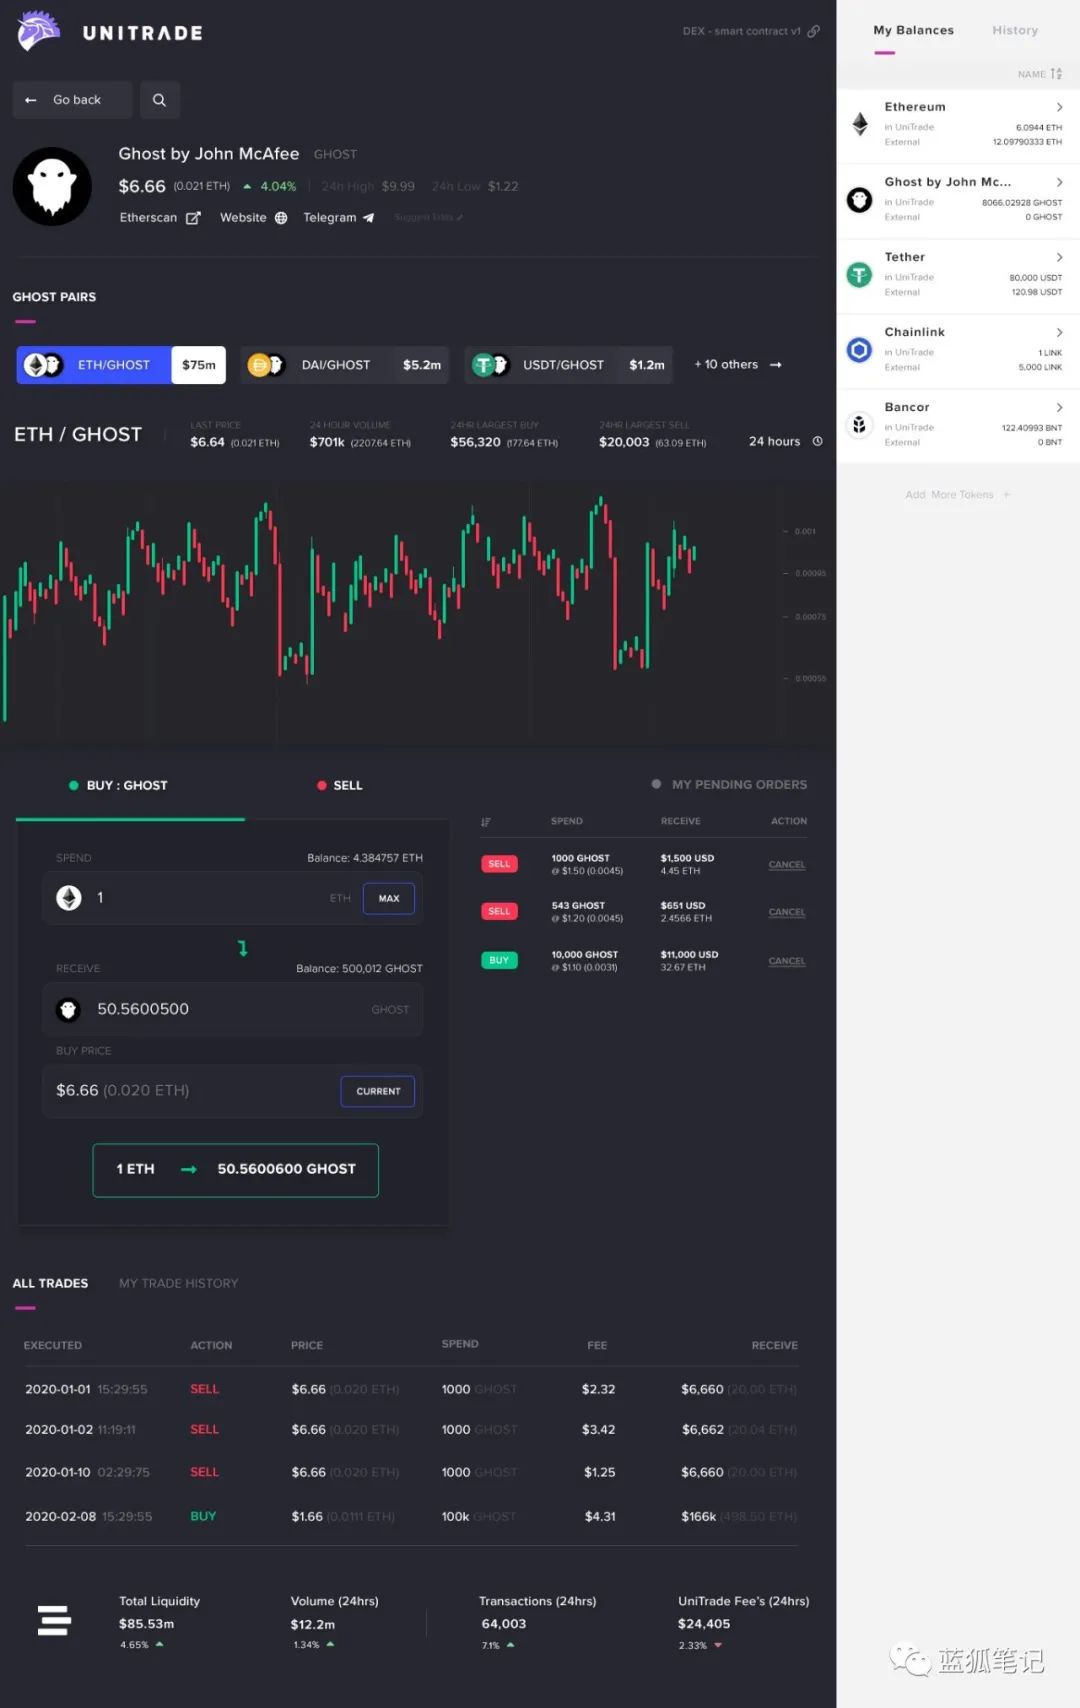 UNITRADE
DEX - smart contract v1
← Go back
Ghost by John McAfee GHOST
$6.66 (0.021 ETH) 4.04% 24h High $9.99 24h Low $1.22
Etherscan Website Telegram
GHOST PAIRS
ETH/GHOST $75m DAI/GHOST $5.2m USDT/GHOST $1.2m + 10 others →
LAST PRICE 24 HOUR VOLUME 24HR LARGEST BUY 24HR LARGEST SELL
ETH / GHOST $6.64 (0.021 ETH) $701k (2207.64 ETH) $56,320 (177.64 ETH) $20,003 (63.09 ETH) 24 hours
0.001
0.00095
0.00075
0.00055
BUY : GHOST SELL
SPEND Balance: 4.384757 ETH
1 ETH MAX
RECEIVE Balance: 500,012 GHOST
50.5600500 GHOST
BUY PRICE
$6.66 (0.020 ETH) CURRENT
1 ETH → 50.5600600 GHOST
MY PENDING ORDERS
SPEND RECEIVE ACTION
SELL 1000 GHOST $1,500 USD CANCEL
@ $1.50 (0.0045) 4.45 ETH
SELL 543 GHOST $651 USD CANCEL
@ $1.20 (0.0045) 2.4566 ETH
BUY 10,000 GHOST $11,000 USD CANCEL
@ $1.10 (0.0031) 32.67 ETH
ALL TRADES MY TRADE HISTORY
EXECUTED ACTION PRICE SPEND FEE RECEIVE
2020-01-01 15:29:55 SELL $6.66 (0.020 ETH) 1000 GHOST $2.32 $6,660 (20.00 ETH)
2020-01-02 11:19:11 SELL $6.66 (0.020 ETH) 1000 GHOST $3.42 $6,662 (20.04 ETH)
2020-01-10 02:29:75 SELL $6.66 (0.020 ETH) 1000 GHOST $1.25 $6,660 (20.00 ETH)
2020-02-08 15:29:55 BUY $1.66 (0.0111 ETH) 100k GHOST $4.31 $166k (498.50 ETH)
Total Liquidity Volume (24hrs) Transactions (24hrs) UniTrade Fee's (24hrs)
$85.53m $12.2m 64,003 $24,405
4.65% 1.34% 7.1% 2.33%
My Balances History
NAME
Ethereum
in UniTrade 6.0944 ETH
External 12.09790333 ETH
Ghost by John Mc...
in UniTrade 8066.02928 GHOST
External 0 GHOST
Tether
in UniTrade 80,000 USDT
External 120.98 USDT
Chainlink
in UniTrade 1 LINK
External 5,000 LINK
Bancor
in UniTrade 122.40993 BNT
External 0 BNT
Add More Tokens +
蓝狐笔记